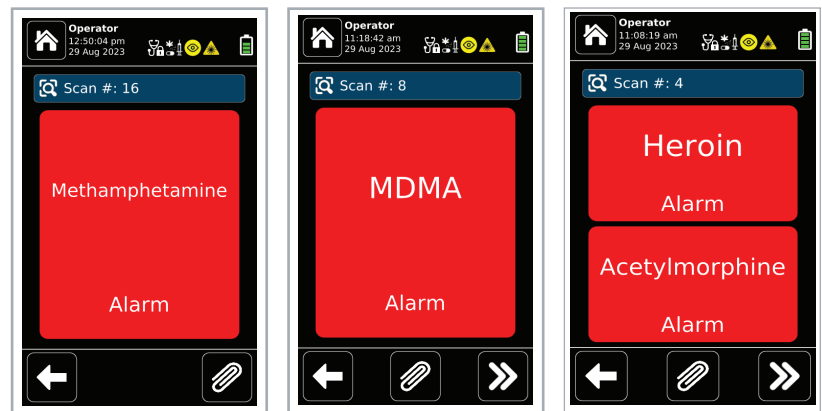 Operator
12:50:04 pm
29 Aug 2023
Scan #: 16
Methamphetamine
Alarm
Operator
11:18:42 am
29 Aug 2023
Scan #: 8
MDMA
Alarm
Operator
11:08:19 am
29 Aug 2023
Scan #: 4
Heroin
Alarm
Acetylmorphine
Alarm